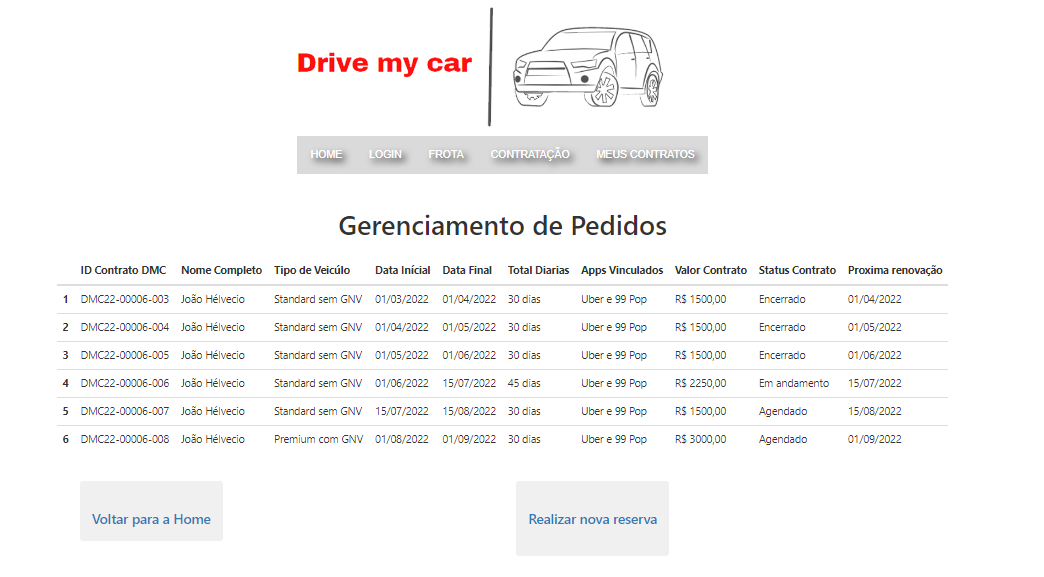 Drive my car
HOME LOGIN FROTA CONTRATAÇÃO MEUS CONTRATOS
Gerenciamento de Pedidos
ID Contrato DMC Nome Completo Tipo de Veicúlo Data Inícial Data Final Total Diarias Apps Vinculados Valor Contrato Status Contrato Proxima renovação
1 DMC22-00006-003 João Hélvecio Standard sem GNV 01/03/2022 01/04/2022 30 dias Uber e 99 Pop R$ 1500,00 Encerrado 01/04/2022
2 DMC22-00006-004 João Hélvecio Standard sem GNV 01/04/2022 01/05/2022 30 dias Uber e 99 Pop R$ 1500,00 Encerrado 01/05/2022
3 DMC22-00006-005 João Hélvecio Standard sem GNV 01/05/2022 01/06/2022 30 dias Uber e 99 Pop R$ 1500,00 Encerrado 01/06/2022
4 DMC22-00006-006 João Hélvecio Standard sem GNV 01/06/2022 15/07/2022 45 dias Uber e 99 Pop R$ 2250,00 Em andamento 15/07/2022
5 DMC22-00006-007 João Hélvecio Standard sem GNV 15/07/2022 15/08/2022 30 dias Uber e 99 Pop R$ 1500,00 Agendado 15/08/2022
6 DMC22-00006-008 João Hélvecio Premium com GNV 01/08/2022 01/09/2022 30 dias Uber e 99 Pop R$ 3000,00 Agendado 01/09/2022
Voltar para a Home Realizar nova reserva